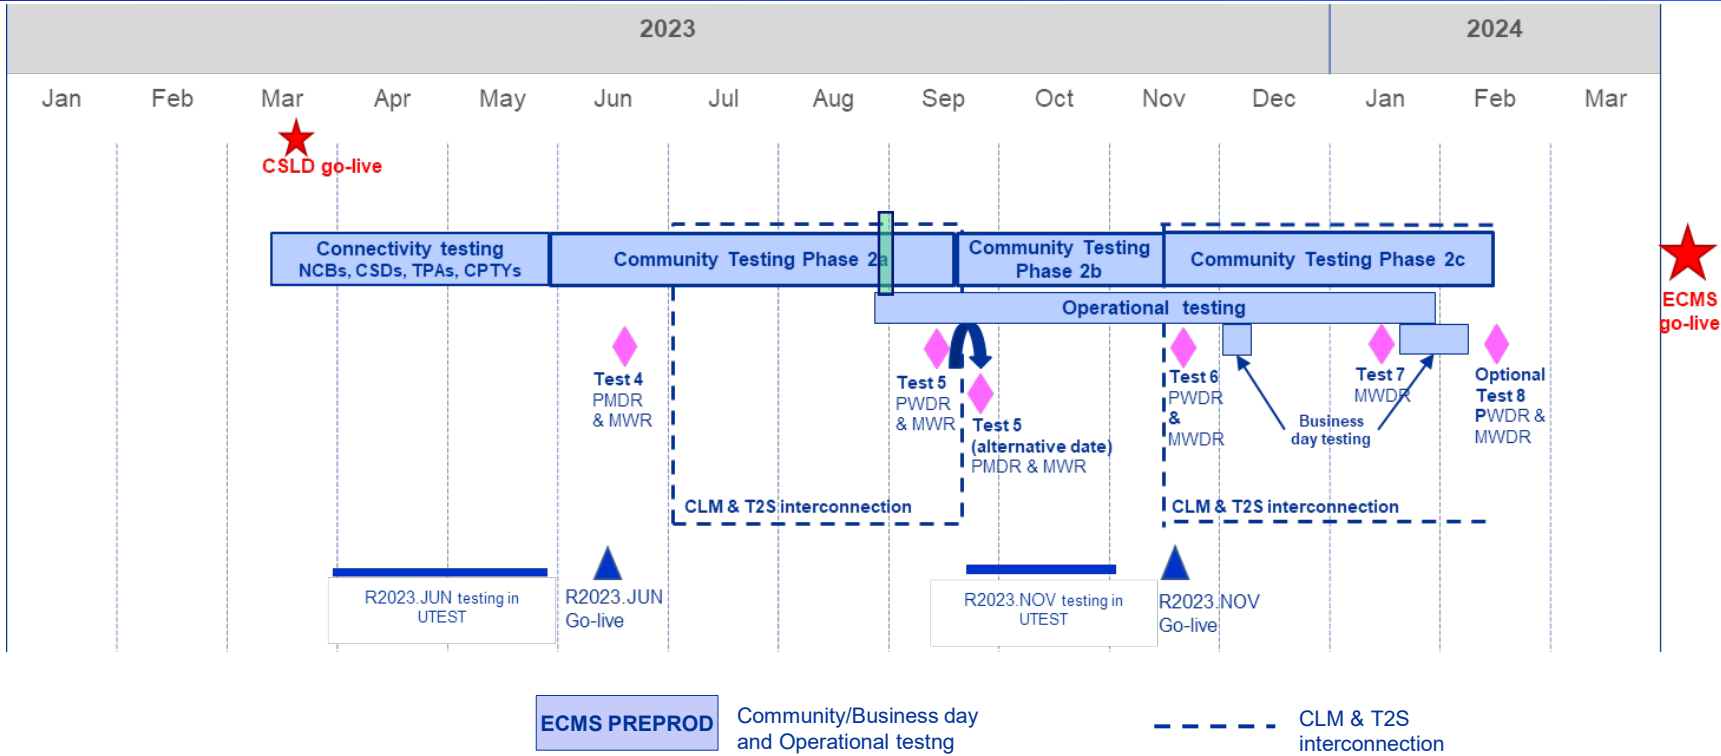 2023
2024
Jan
Feb
Mar
Apr
May
Jun
Jul
Aug
Sep
Oct
Nov
Dec
Jan
Feb
Mar
CSLD go-live
Connectivity testing
NCBs, CSDs, TPAs, CPTYs
Community Testing Phase 2a
Community Testing
Phase 2b
Community Testing Phase 2c
Operational testing
ECMS
go-live
Test 4
PMDR
& MWR
Test 5
PWDR
& MWR
Test 5
(alternative date)
PMDR & MWR
Test 6
PWDR
&
MWDR
Business
day testing
Test 7
MWDR
Optional
Test 8
PWDR &
MWDR
CLM & T2S interconnection
CLM & T2S interconnection
R2023.JUN testing in
UTEST
R2023.JUN
Go-live
R2023.NOV testing in
UTEST
R2023.NOV
Go-live
ECMS PREPROD
Community/Business day
and Operational testng
CLM & T2S
interconnection